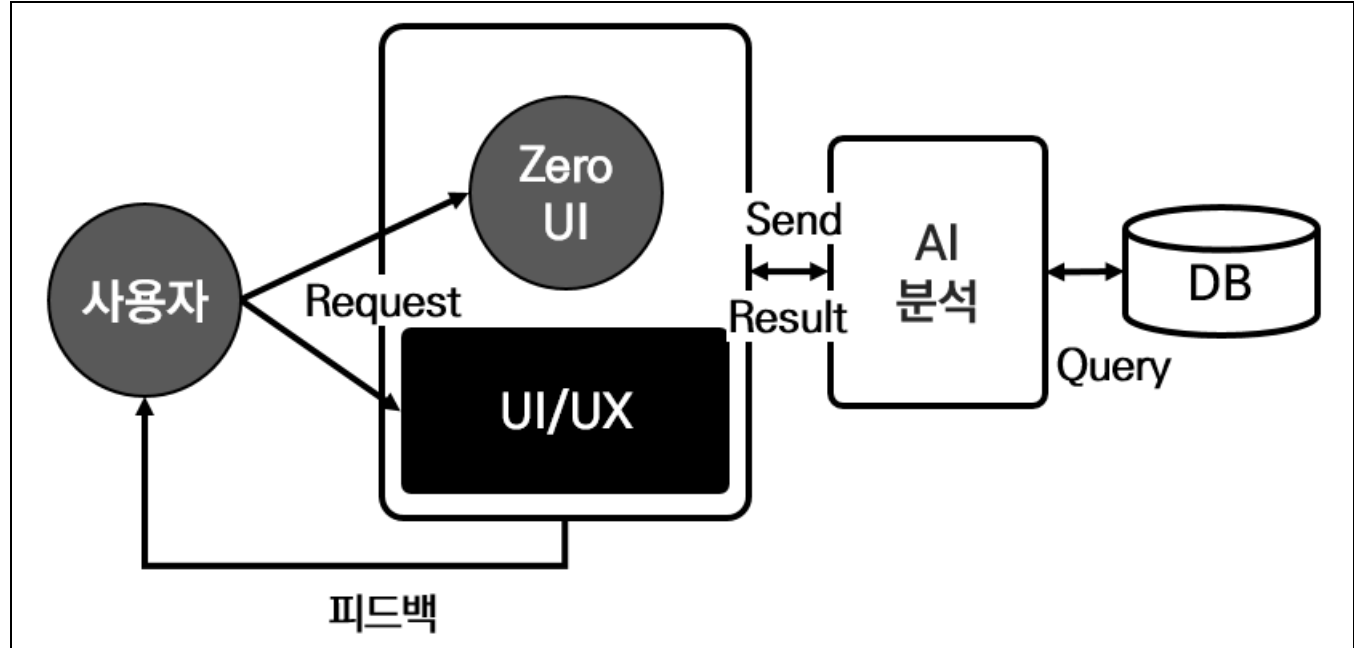 Zero
UI
사용자
Request
UI/UX
Send
Result
AI
분석
DB
Query
피드백